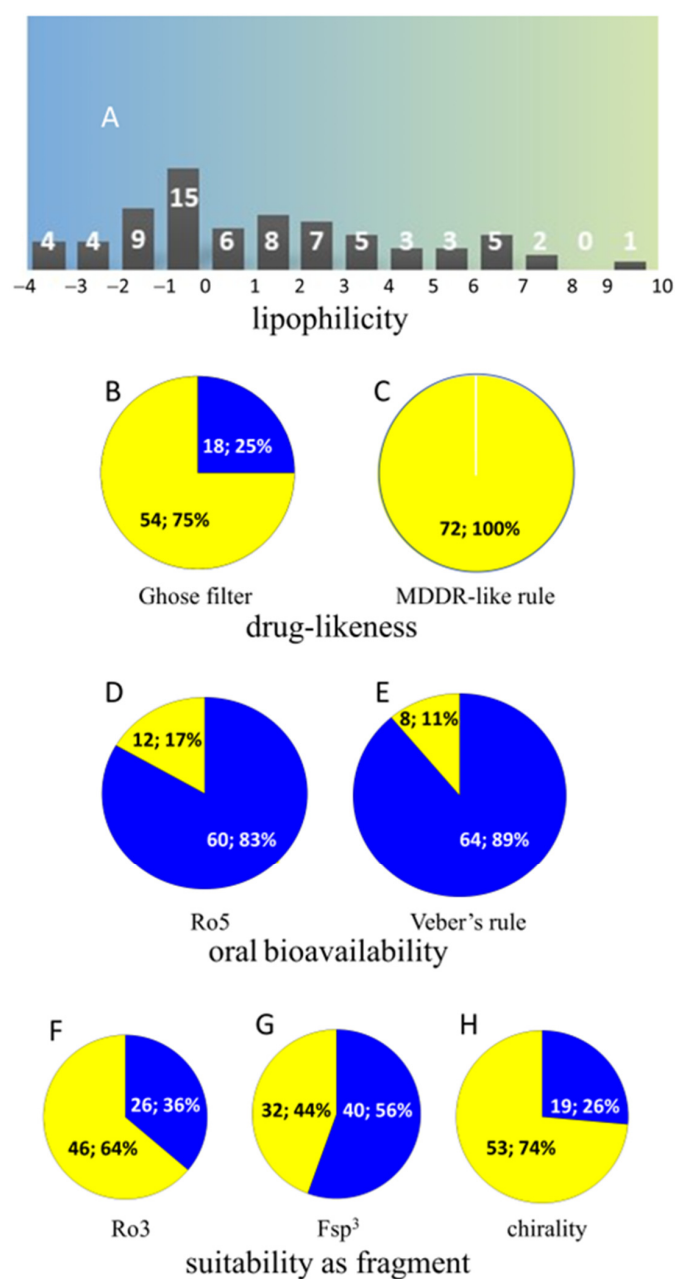 A
4 4 9 15 6 8 7 5 3 3 5 2 0 1
−4 −3 −2 −1 0 1 2 3 4 5 6 7 8 9 10
lipophilicity
B C
18; 25%
54; 75% 72; 100%
Ghose filter MDDR-like rule
drug-likeness
D E
12; 17% 8; 11%
60; 83% 64; 89%
Ro5 Veber’s rule
oral bioavailability
F G H
26; 36% 32; 44% 40; 56% 19; 26%
46; 64% 53; 74%
Ro3 Fsp³ chirality
suitability as fragment